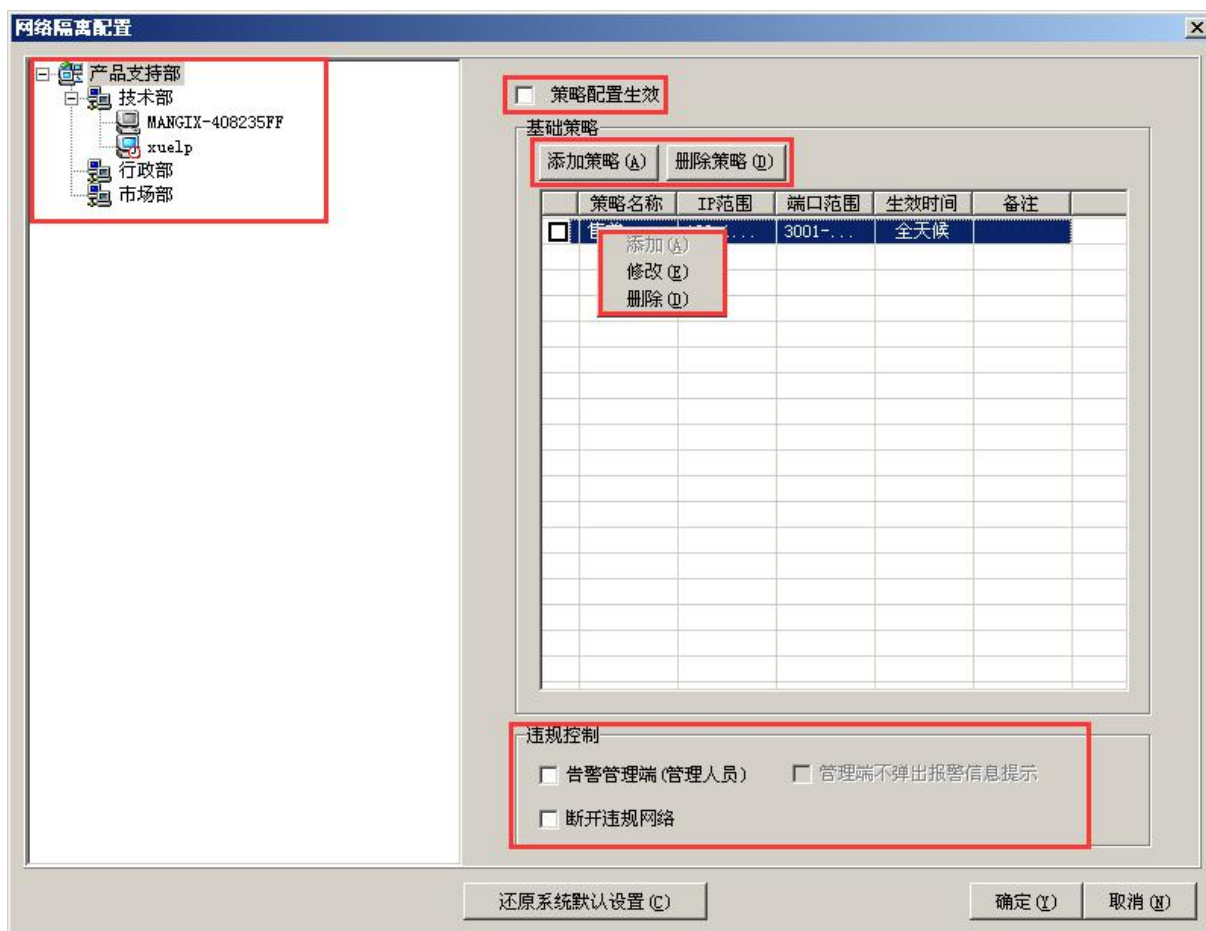 网络隔离配置
产品支持部
技术部
MANGIX-408235FF
xuelp
行政部
市场部
策略配置生效
基础策略
添加策略(A) 删除策略(D)
策略名称 IP范围 端口范围 生效时间 备注
3001-... 全天候
添加(A)
修改(E)
删除(D)
违规控制
告警管理端(管理人员) 管理端不弹出报警信息提示
断开违规网络
还原系统默认设置(C) 确定(Y) 取消(N)